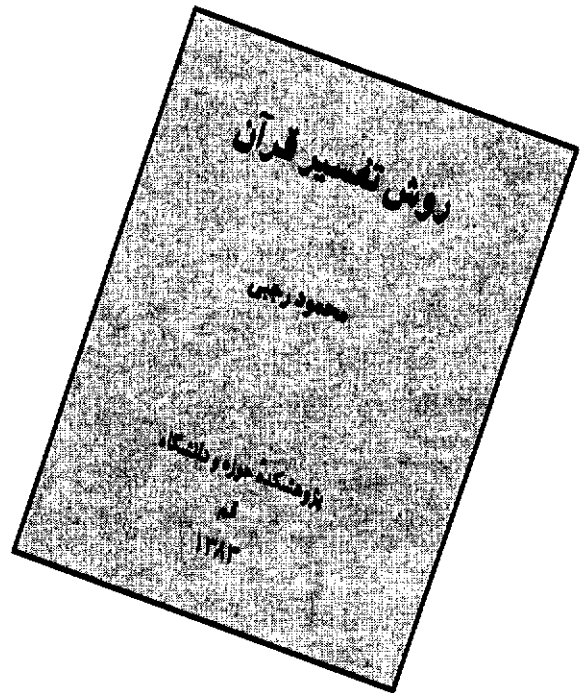 روش تفسیر قرآن
محمود رجبی
پژوهشکدهٔ حوزه و دانشگاه
قم
۱۳۸۳